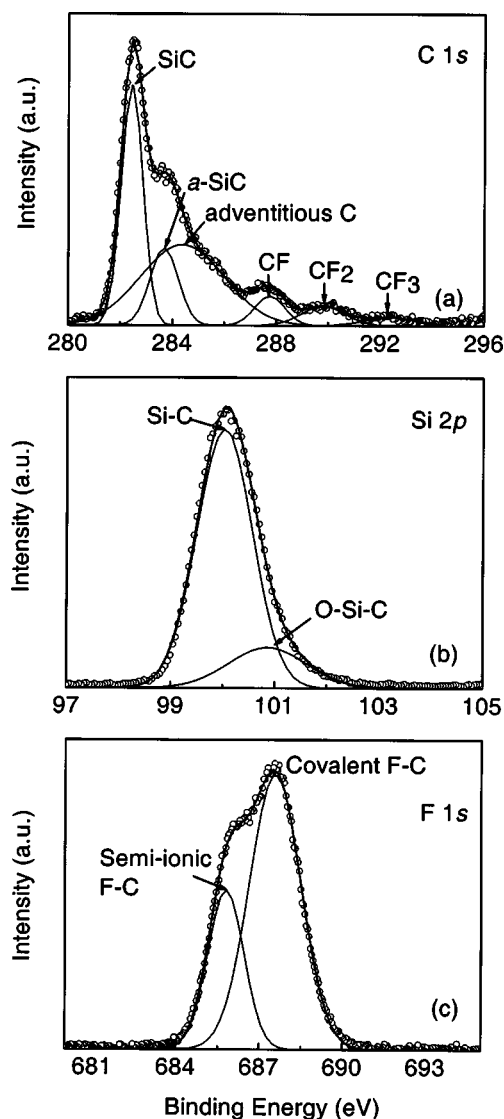 C 1s
SiC
a-SiC
adventitious C
CF
CF2
CF3
(a)
Intensity (a.u.)
280 284 288 292 296
Si 2p
Si-C
O-Si-C
(b)
Intensity (a.u.)
97 99 101 103 105
Covalent F-C
F 1s
Semi-ionic
F-C
(c)
Intensity (a.u.)
681 684 687 690 693
Binding Energy (eV)